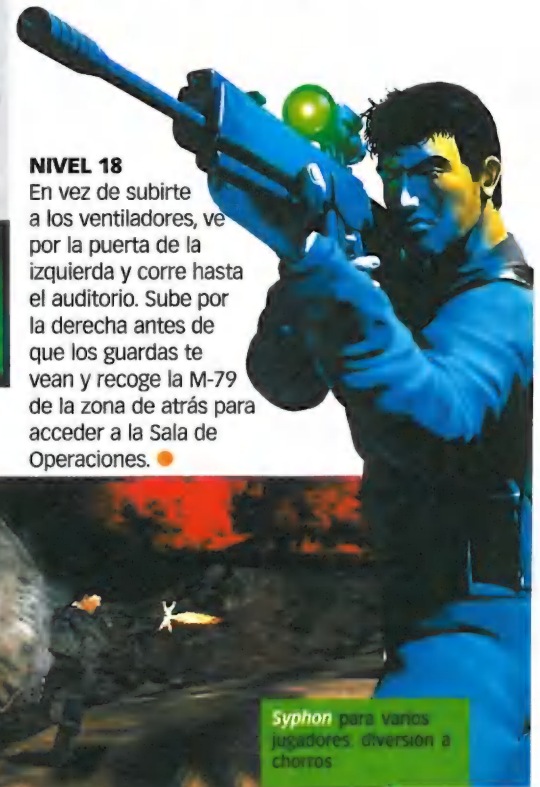 NIVEL 18
En vez de subirte
a los ventiladores, ve
por la puerta de la
izquierda y corre hasta
el auditorio. Sube por
la derecha antes de
que los guardas te
vean y recoge la M-79
de la zona de atrás para
acceder a la Sala de
Operaciones.
Syphon para varios
jugadores, diversión a
chorros